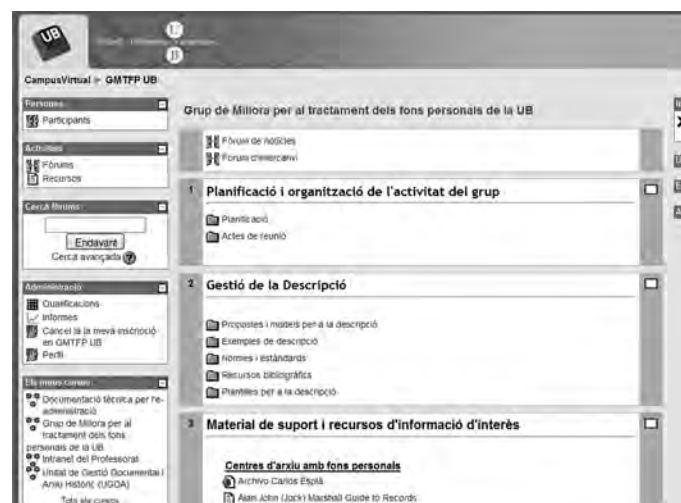 UB
U
B
CampusVirtual ► GMTFP UB
Persones
Participants
Activitats
Fòrums
Recursos
Cerca fòrums
Endavant
Cerca avançada
Administració
Qualificacions
Informes
Cancel·la la meva inscripció
en GMTFP UB
Perfil
Els meus cursos
Documentació tècnica per l'e-
administració
Grup de Millora per al
tractament dels fons
personals de la UB
Intranet del Professorat
Unitat de Gestió Documental i
Arxiu Històric (UGDA)
Tots els cursos
Grup de Millora per al tractament dels fons personals de la UB
Fòrum de notícies
Fòrum d'intercanvi
1 Planificació i organització de l'activitat del grup
Planificació
Actes de reunió
2 Gestió de la Descripció
Propostes i models per a la descripció
Exemples de descripció
Normes i estàndards
Recursos bibliogràfics
Plantilles per a la descripció
3 Material de suport i recursos d'informació d'interès
Centres d'arxiu amb fons personals
Archivo Carlos Esplá
Alan John (Jock) Marshall Guide to Records